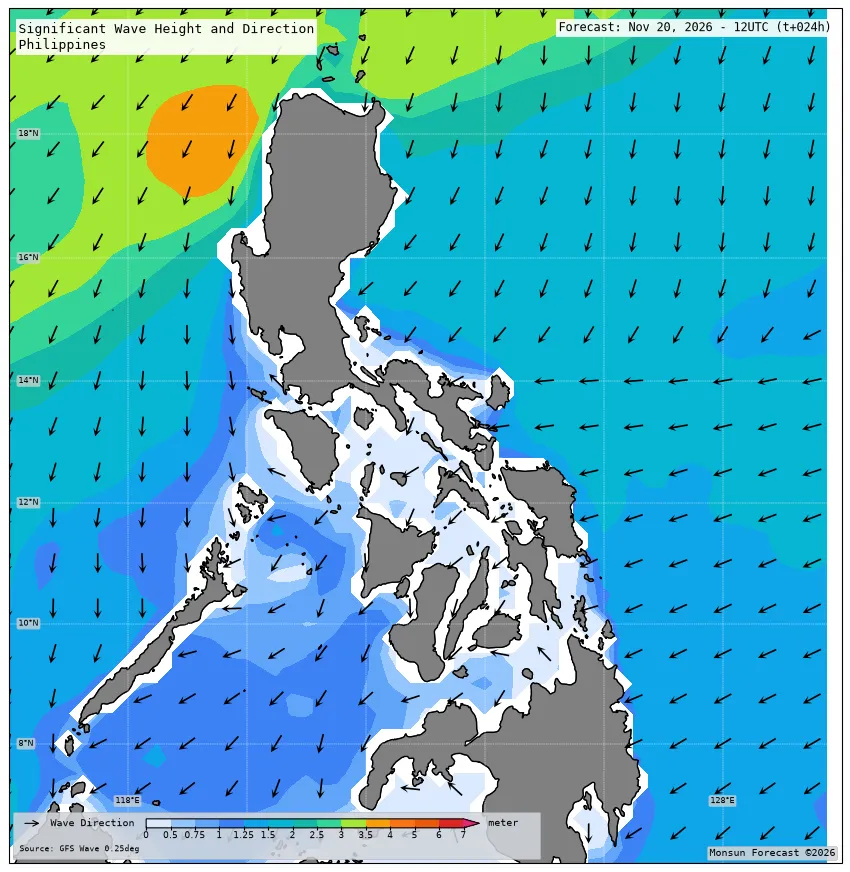 Significant Wave Height and Direction
Philippines
Forecast: Nov 20, 2026 - 12UTC (t+024h)
18°N
16°N
14°N
12°N
10°N
8°N
118°E
128°E
Wave Direction
meter
0 0.5 0.75 1 1.25 1.5 2 2.5 3 3.5 4 5 6 7
Source: GFS Wave 0.25deg
Monsun Forecast ©2026